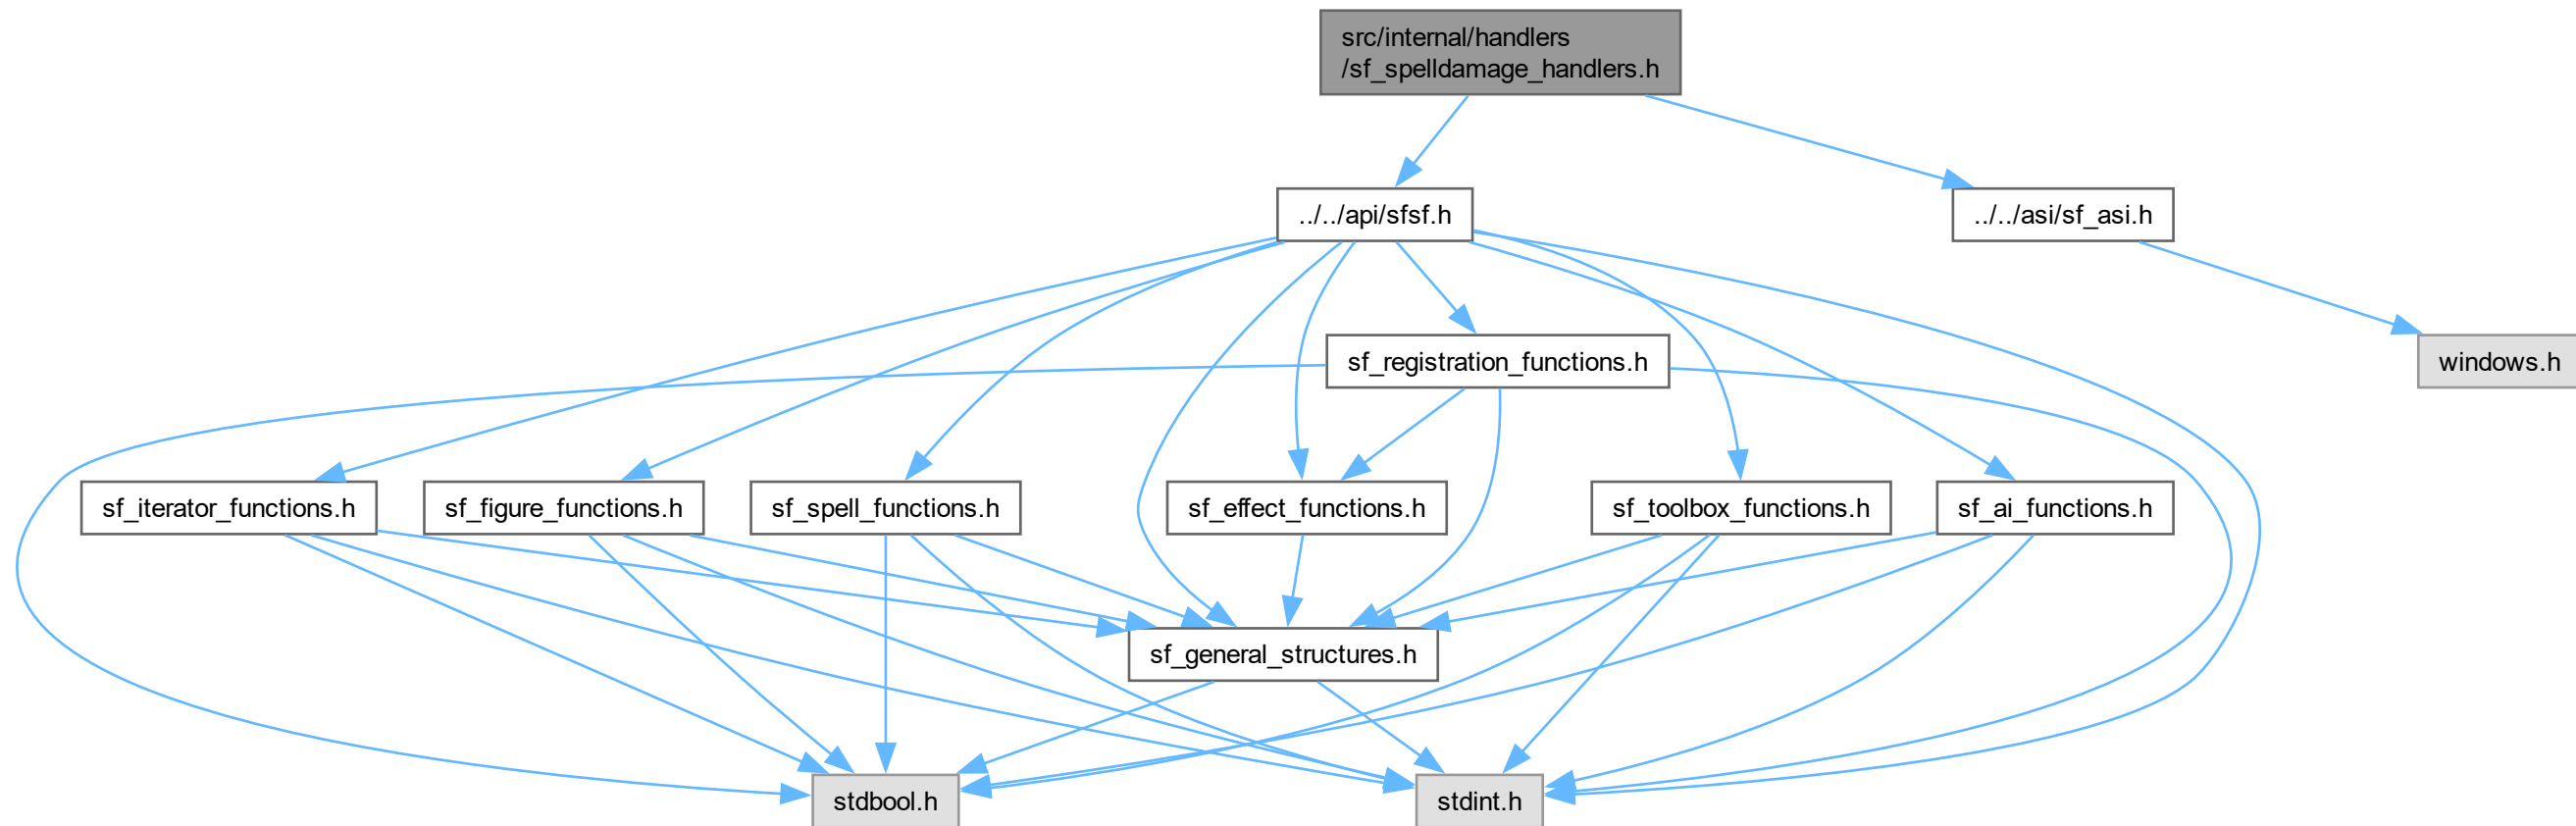 src/internal/handlers
/sf_spelldamage_handlers.h
../../api/sfsf.h
../../asi/sf_asi.h
sf_registration_functions.h
windows.h
sf_iterator_functions.h
sf_figure_functions.h
sf_spell_functions.h
sf_effect_functions.h
sf_toolbox_functions.h
sf_ai_functions.h
sf_general_structures.h
stdbool.h
stdint.h